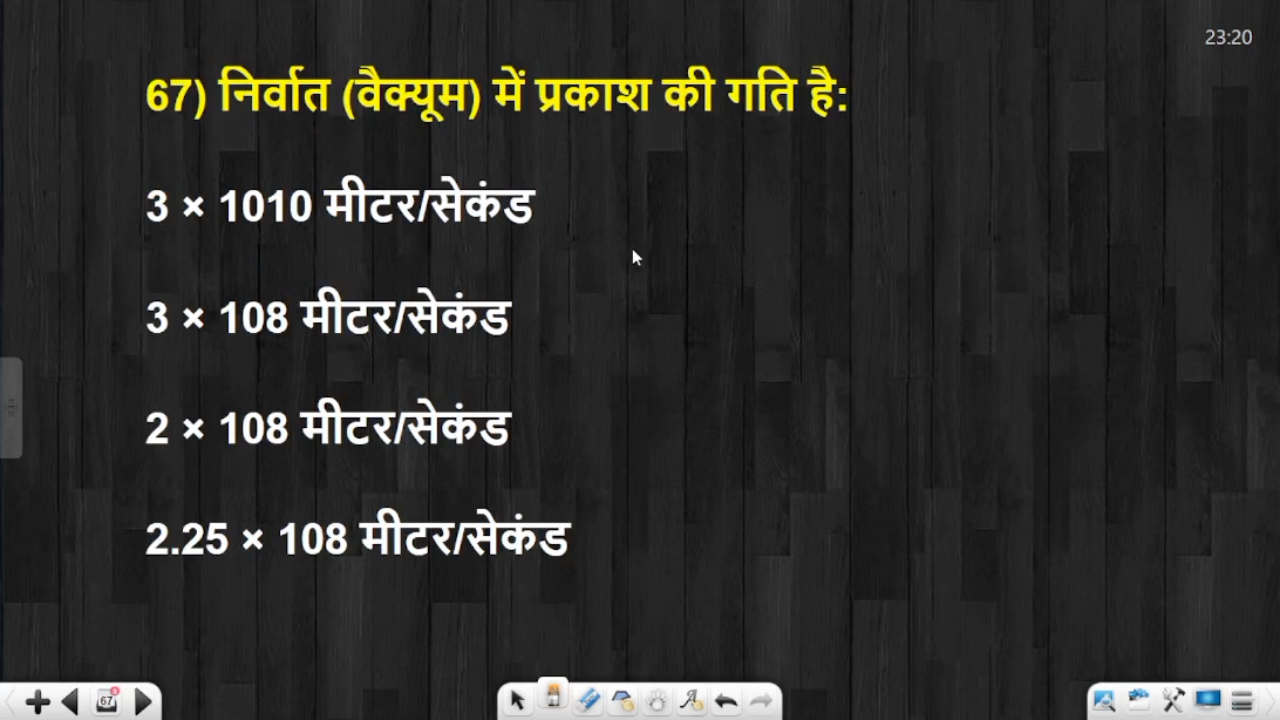 23:20
67) निर्वात (वैक्यूम) में प्रकाश की गति है:
3 × 1010 मीटर/सेकंड
3 × 108 मीटर/सेकंड
2 × 108 मीटर/सेकंड
2.25 × 108 मीटर/सेकंड
67